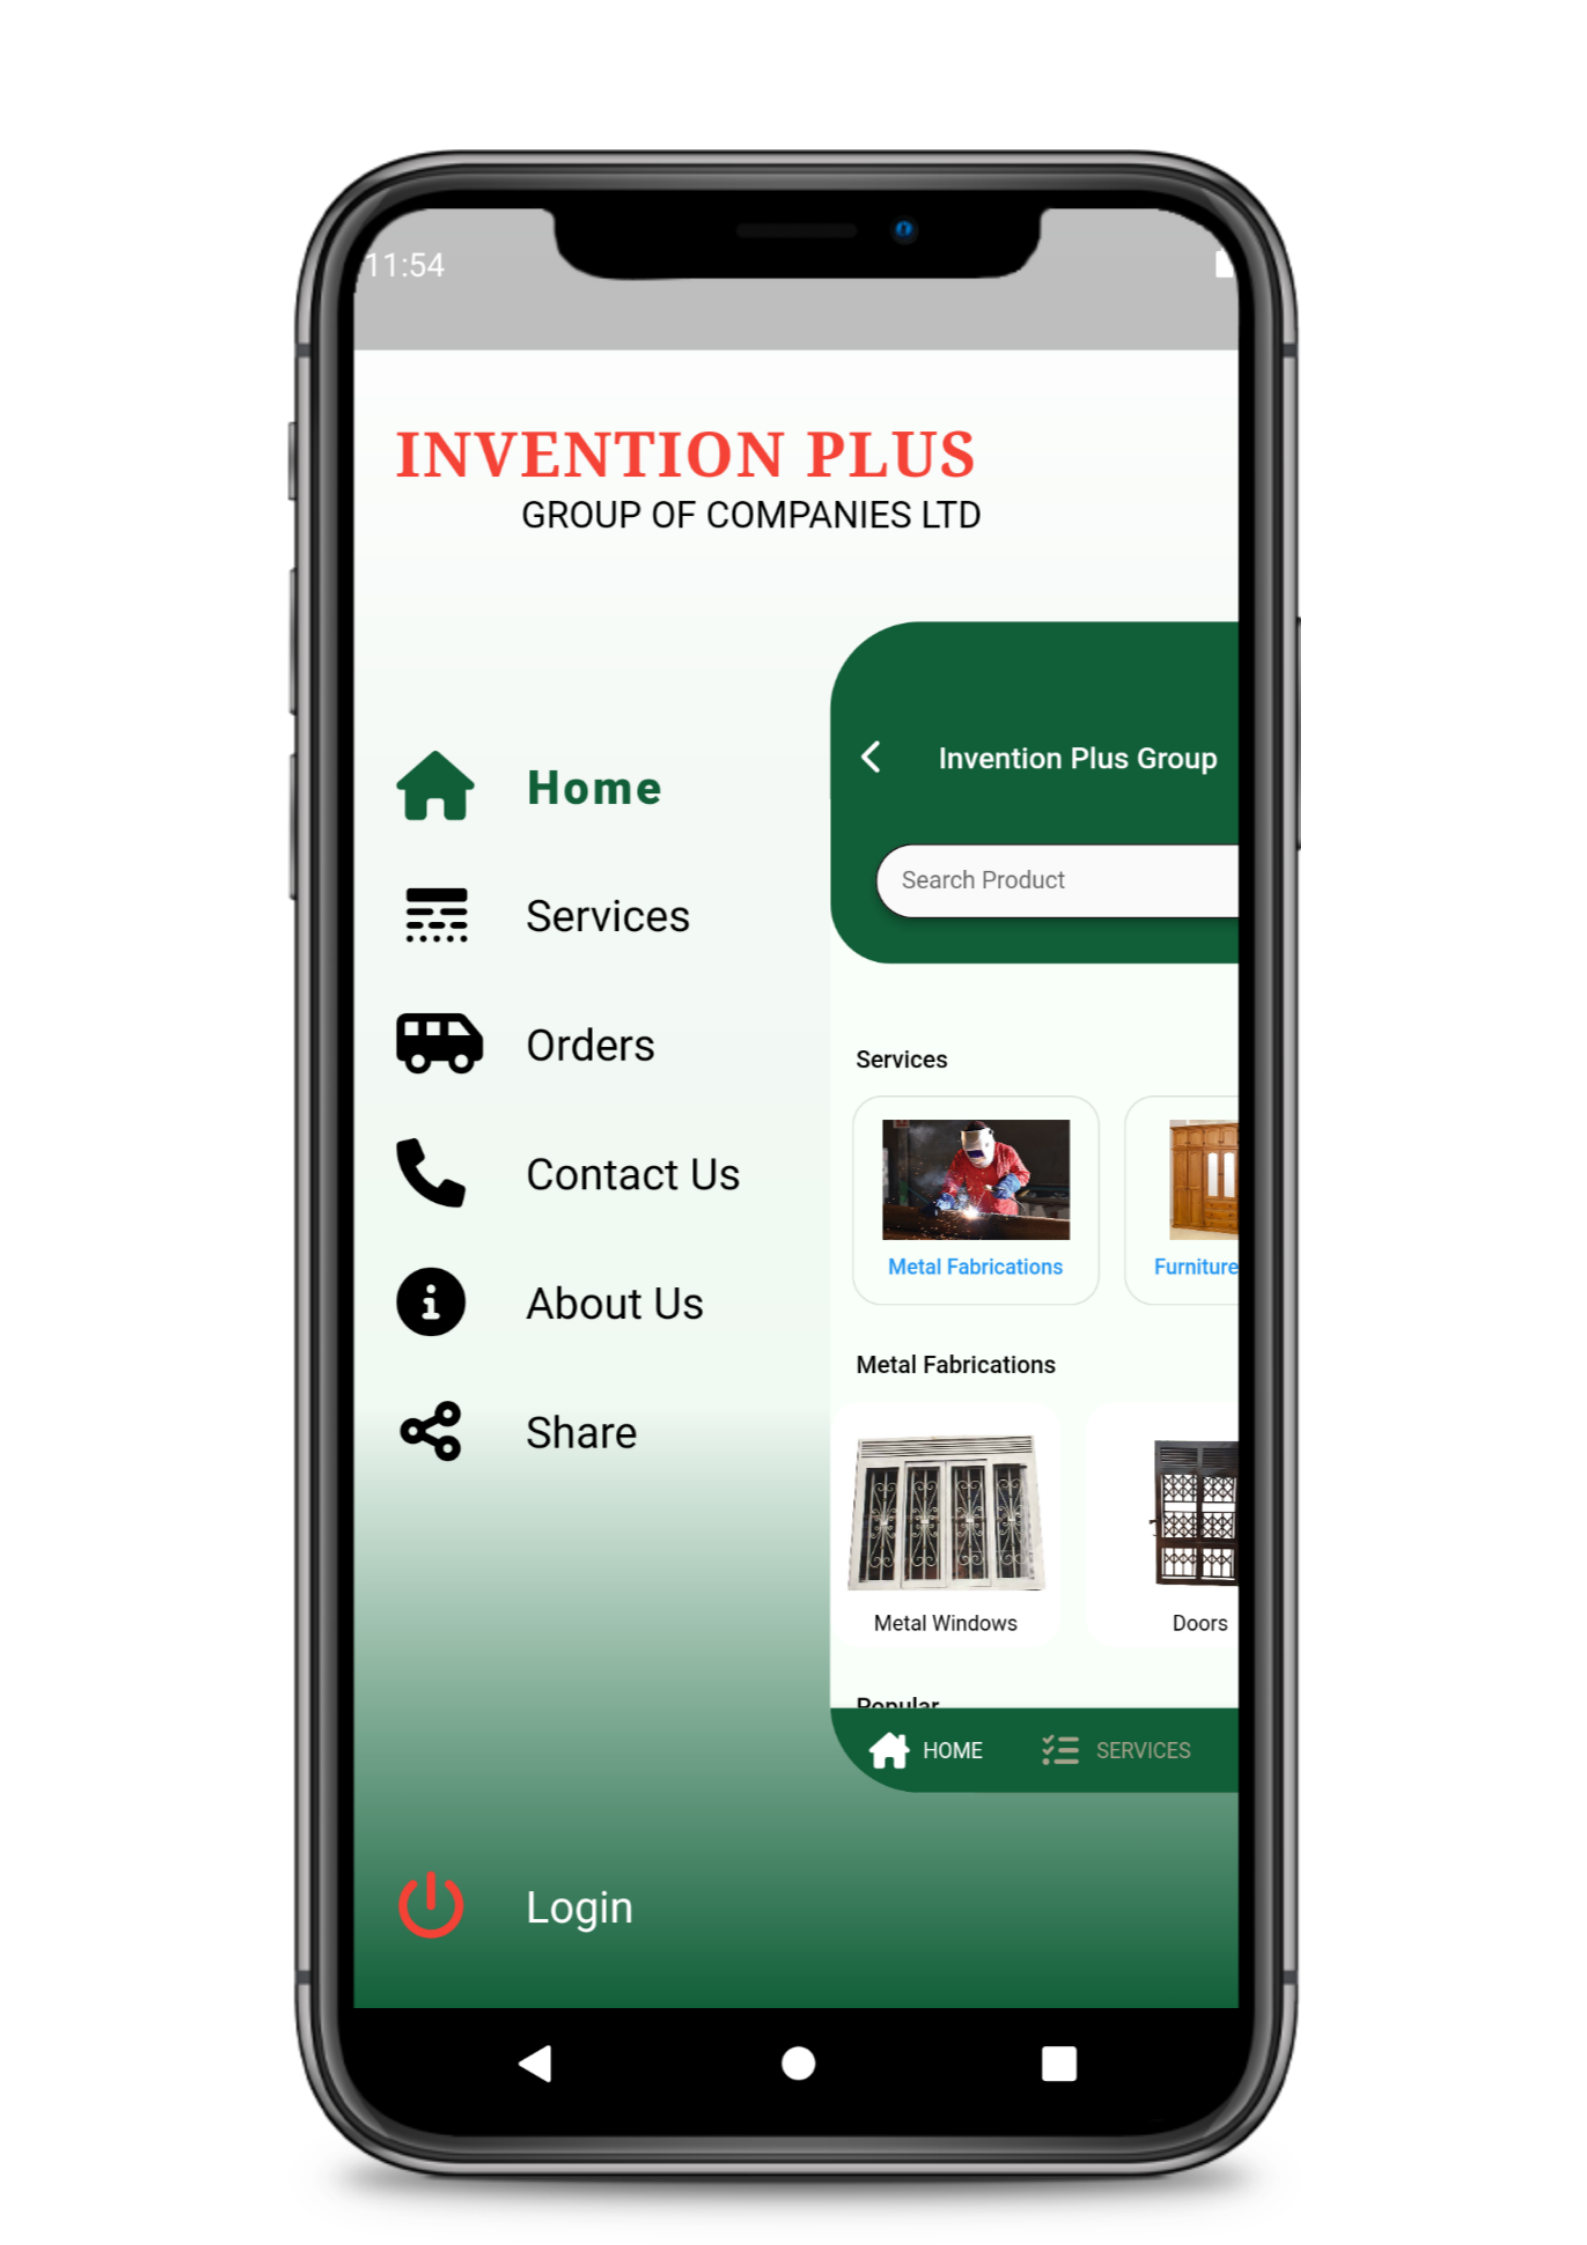 11:54
INVENTION PLUS
GROUP OF COMPANIES LTD
Home
Services
Orders
Contact Us
About Us
Share
Login
Invention Plus Group
Search Product
Services
Metal Fabrications
Furniture
Metal Fabrications
Metal Windows
Doors
Popular
HOME
SERVICES